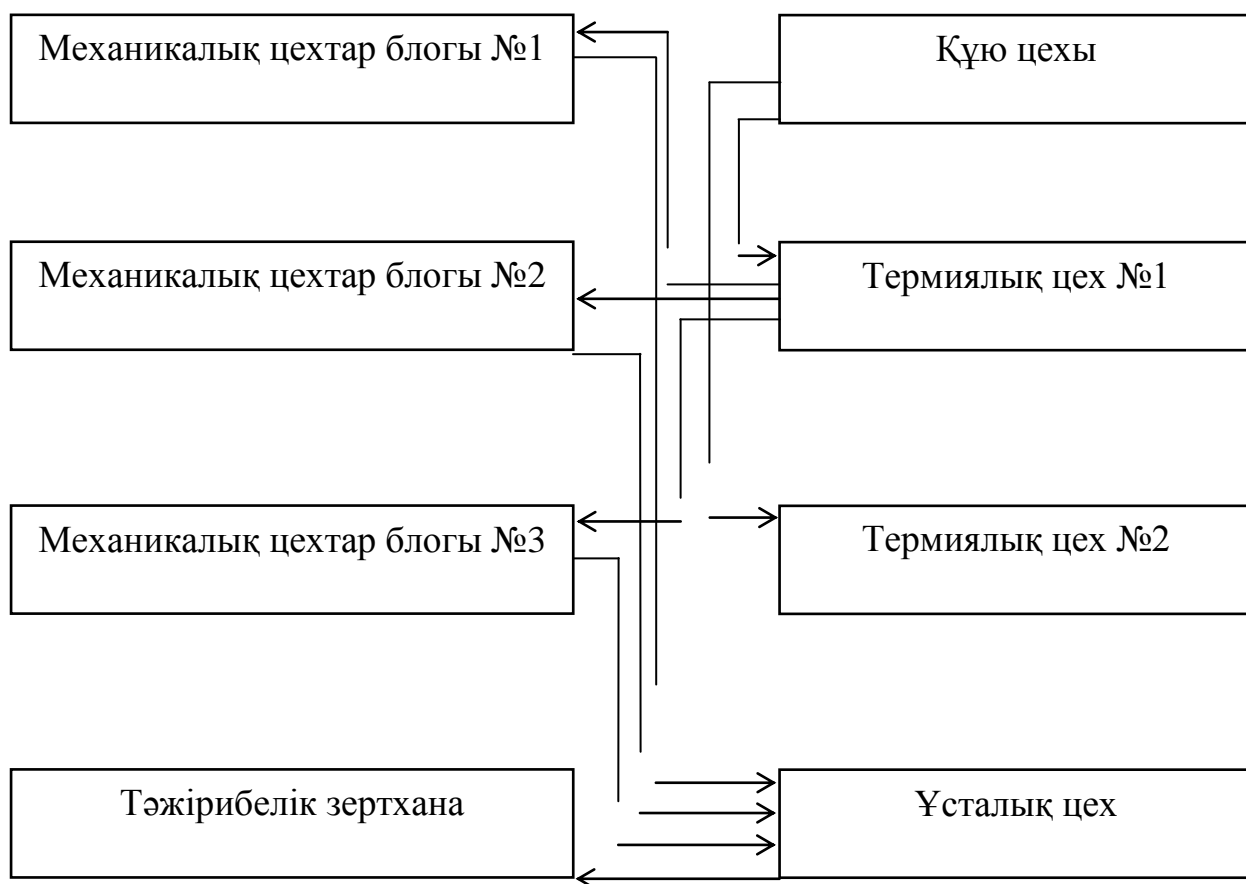 Механикалық цехтар блогы №1
Құю цехы
Механикалық цехтар блогы №2
Термиялық цех №1
Механикалық цехтар блогы №3
Термиялық цех №2
Тәжірибелік зертхана
Ұсталық цех